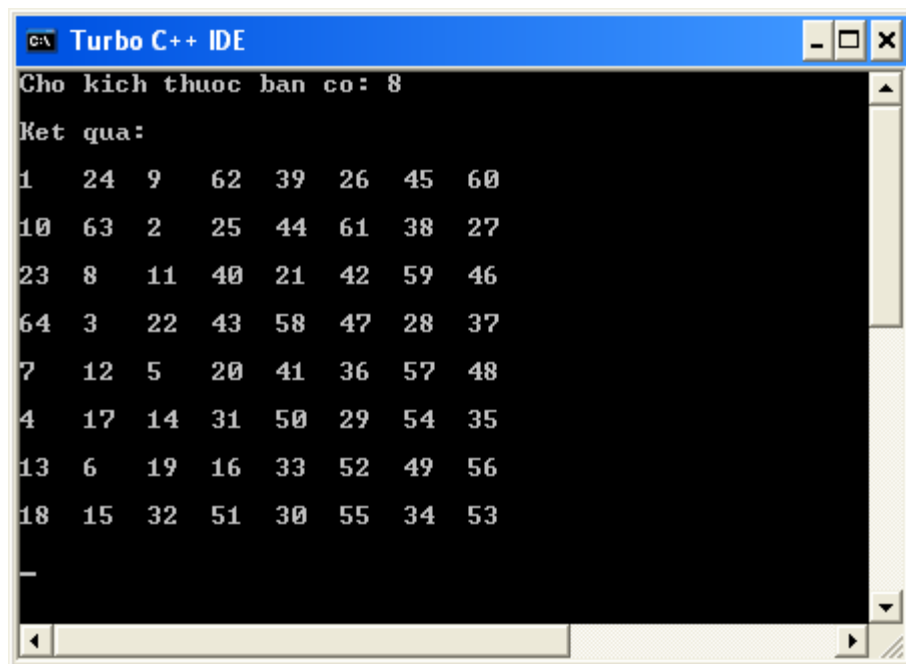 C:\ Turbo C++ IDE
Cho kich thuoc ban co: 8
Ket qua:
1 24 9 62 39 26 45 60
10 63 2 25 44 61 38 27
23 8 11 40 21 42 59 46
64 3 22 43 58 47 28 37
7 12 5 20 41 36 57 48
4 17 14 31 50 29 54 35
13 6 19 16 33 52 49 56
18 15 32 51 30 55 34 53